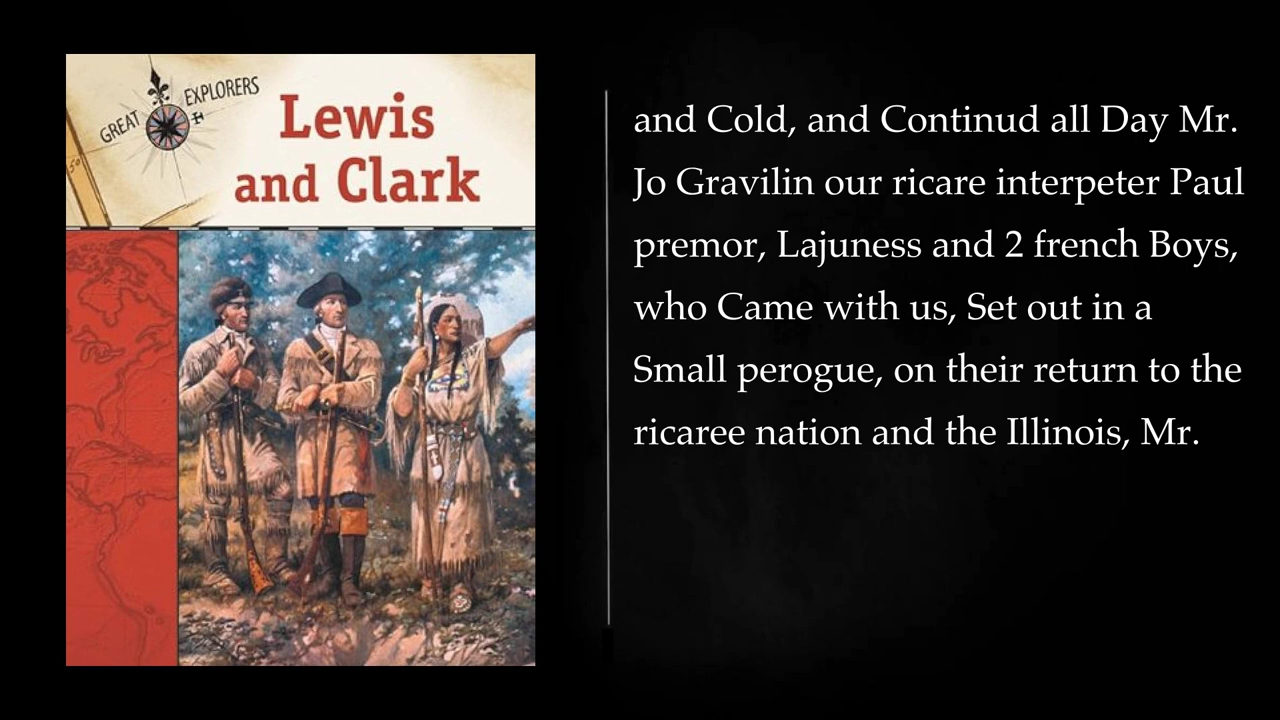 GREAT EXPLORERS
Lewis
and Clark
50
and Cold, and Continud all Day Mr.
Jo Gravilin our ricare interpeter Paul
premor, Lajuness and 2 french Boys,
who Came with us, Set out in a
Small perogue, on their return to the
ricaree nation and the Illinois, Mr.